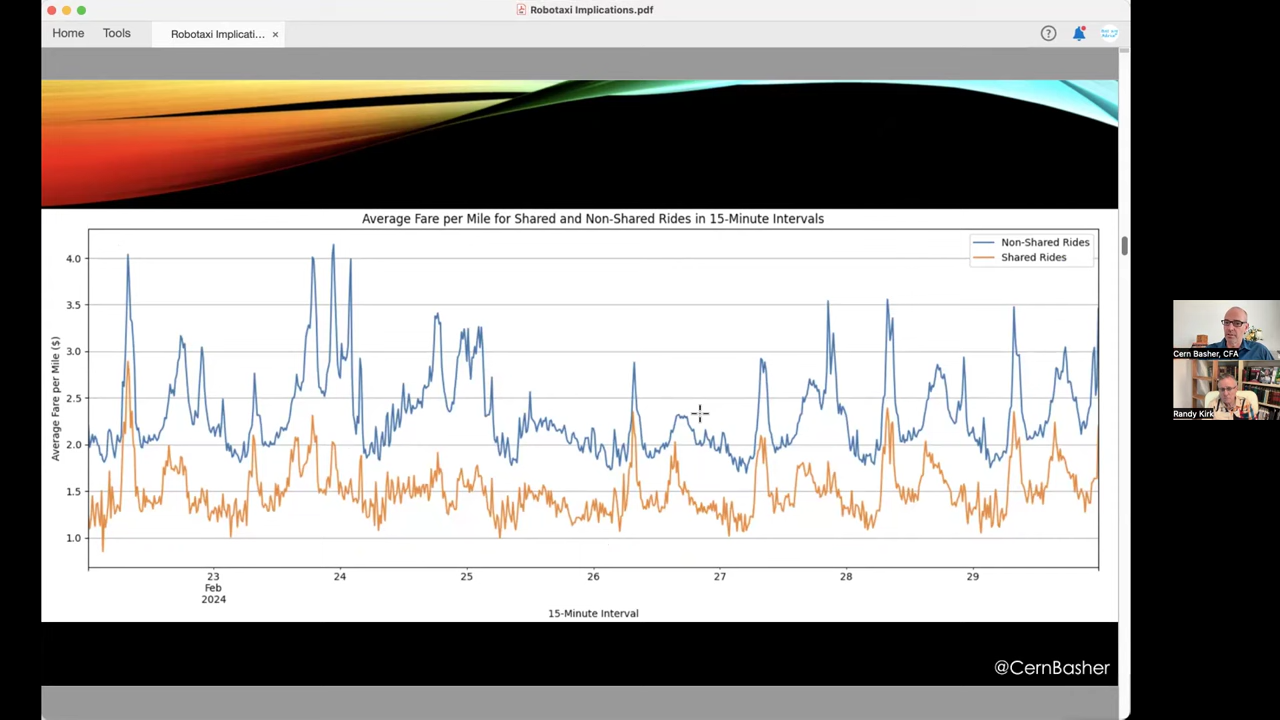 Robotaxi Implications.pdf
Home Tools Robotaxi Implicati... ×
?
Average Fare per Mile for Shared and Non-Shared Rides in 15-Minute Intervals
Non-Shared Rides
Shared Rides
Average Fare per Mile ($)
4.0
3.5
3.0
2.5
2.0
1.5
1.0
23 24 25 26 27 28 29
Feb
2024
15-Minute Interval
@CernBasher
Cern Basher, CFA
Randy Kirk